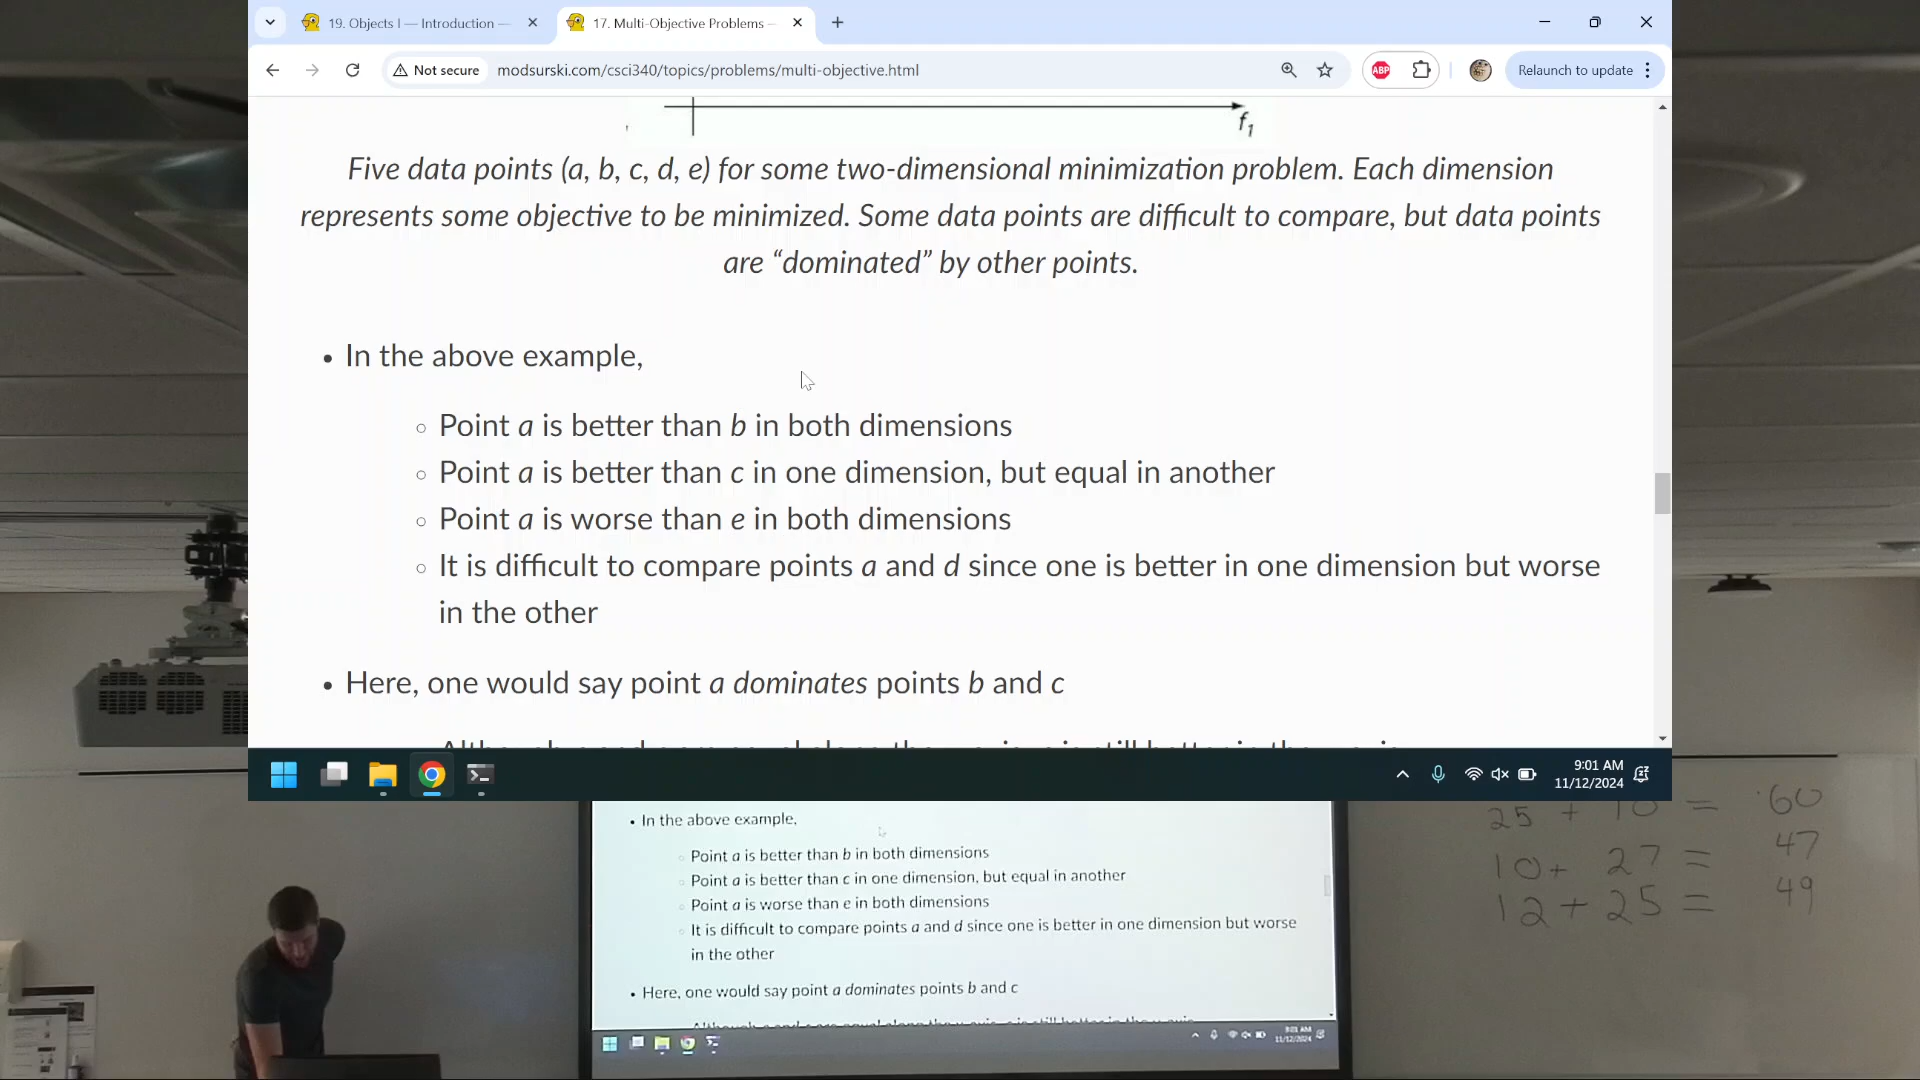 19. Objects I — Introduction —
17. Multi-Objective Problems —
Not secure
modsurski.com/csci340/topics/problems/multi-objective.html
ABP
Relaunch to update
f1
Five data points (a, b, c, d, e) for some two-dimensional minimization problem. Each dimension
represents some objective to be minimized. Some data points are difficult to compare, but data points
are “dominated” by other points.
• In the above example,
◦ Point a is better than b in both dimensions
◦ Point a is better than c in one dimension, but equal in another
◦ Point a is worse than e in both dimensions
◦ It is difficult to compare points a and d since one is better in one dimension but worse
in the other
• Here, one would say point a dominates points b and c
9:01 AM
11/12/2024
• In the above example,
◦ Point a is better than b in both dimensions
◦ Point a is better than c in one dimension, but equal in another
◦ Point a is worse than e in both dimensions
◦ It is difficult to compare points a and d since one is better in one dimension but worse
in the other
• Here, one would say point a dominates points b and c
9:01 AM
11/12/2024
25 + 10 = 60
10 + 27 = 47
12 + 25 = 49